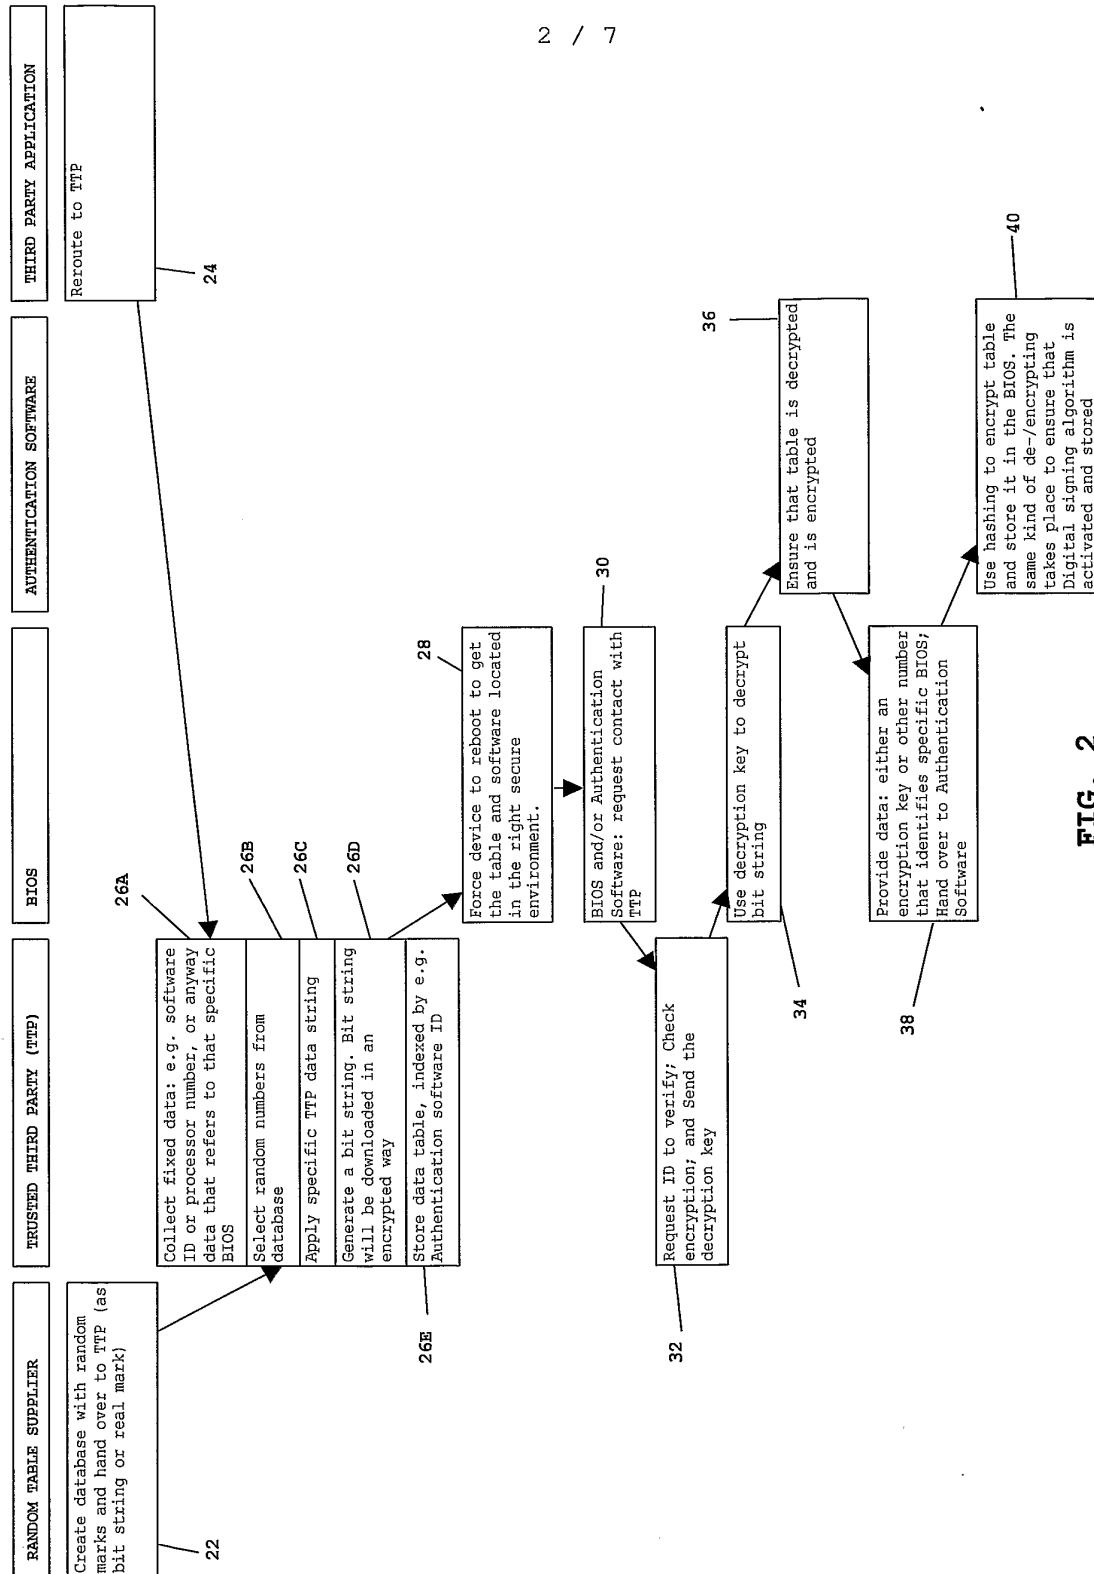 2 / 7
RANDOM TABLE SUPPLIER
TRUSTED THIRD PARTY (TTP)
BIOS
AUTHENTICATION SOFTWARE
THIRD PARTY APPLICATION
Create database with random
marks and hand over to TTP (as
bit string or real mark)
22
Reroute to TTP
24
26A
Collect fixed data: e.g. software
ID or processor number, or anyway
data that refers to that specific
BIOS
26B
Select random numbers from
database
26C
Apply specific TTP data string
26D
Generate a bit string. Bit string
will be downloaded in an
encrypted way
Store data table, indexed by e.g.
Authentication software ID
26E
28
Force device to reboot to get
the table and software located
in the right secure
environment.
30
BIOS and/or Authentication
Software: request contact with
TTP
Request ID to verify; Check
encryption; and Send the
decryption key
32
Use decryption key to decrypt
bit string
34
36
Ensure that table is decrypted
and is encrypted
Provide data: either an
encryption key or other number
that identifies specific BIOS;
Hand over to Authentication
Software
38
40
Use hashing to encrypt table
and store it in the BIOS. The
same kind of de-/encrypting
takes place to ensure that
Digital signing algorithm is
activated and stored
FIG. 2